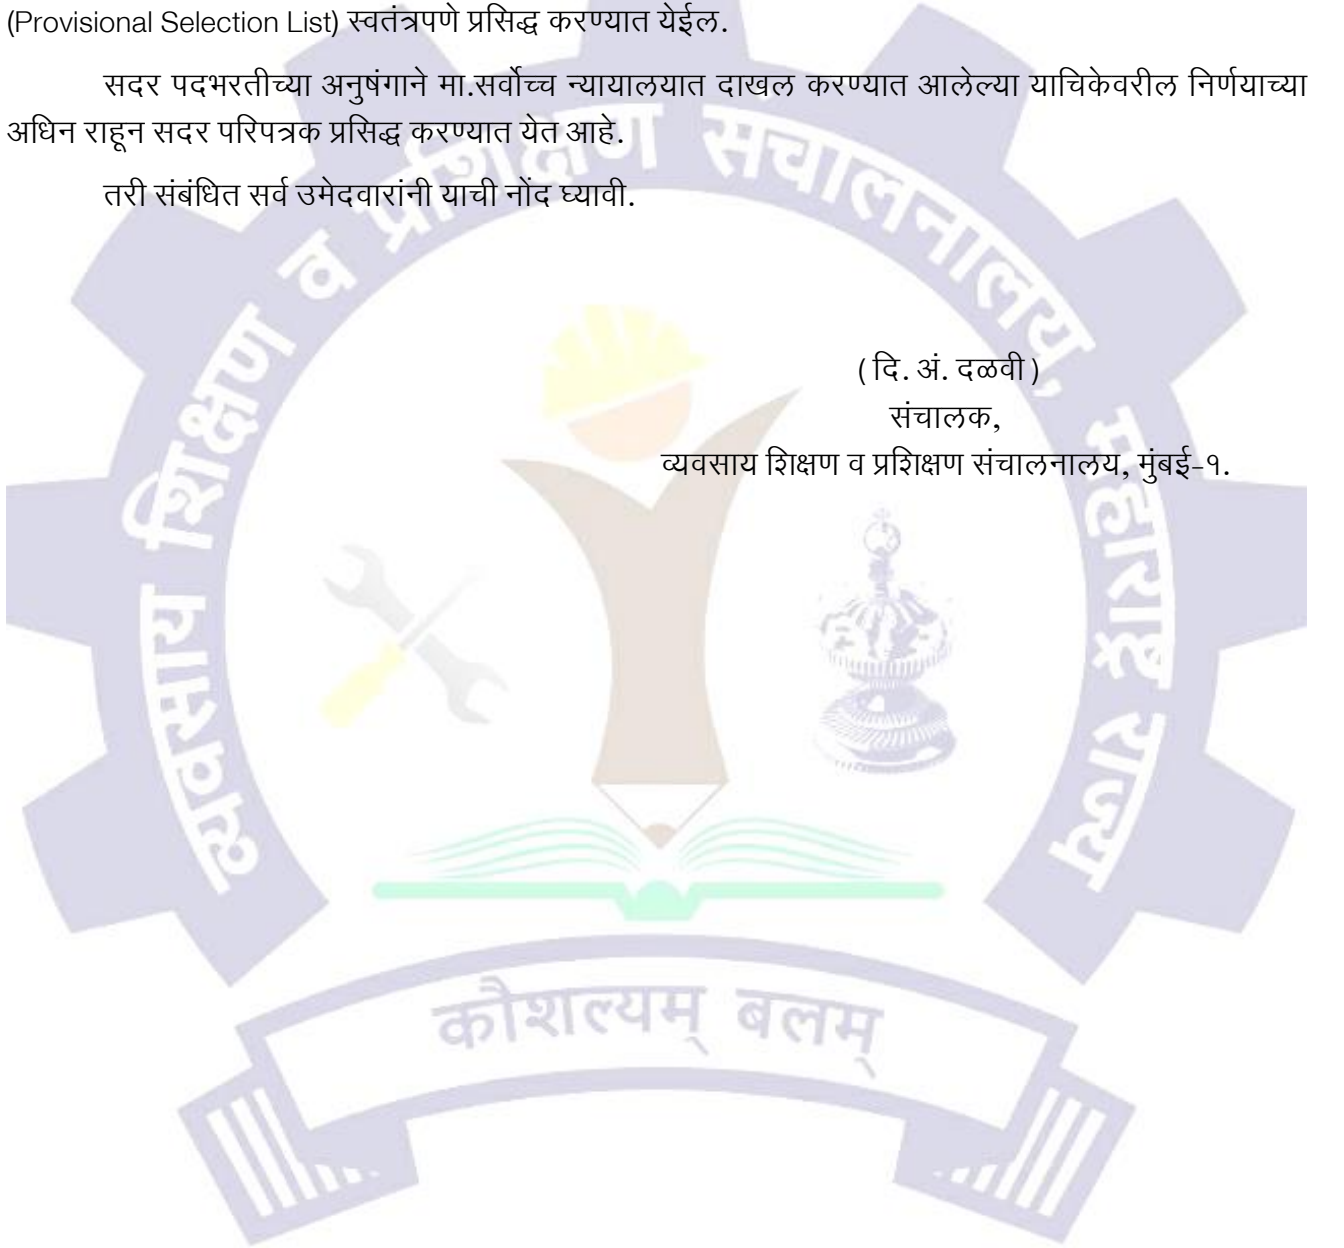 (Provisional Selection List) स्वतंत्रपणे प्रसिद्ध करण्यात येईल.
सदर पदभरतीच्या अनुषंगाने मा.सर्वोच्च न्यायालयात दाखल करण्यात आलेल्या याचिकेवरील निर्णयाच्या
अधिन राहून सदर परिपत्रक प्रसिद्ध करण्यात येत आहे.
तरी संबंधित सर्व उमेदवारांनी याची नोंद घ्यावी.
( दि. अं. दळवी )
संचालक,
व्यवसाय शिक्षण व प्रशिक्षण संचालनालय, मुंबई-१.
व्यवसाय शिक्षण व प्रशिक्षण संचालनालय, महाराष्ट्र राज्य
कौशल्यम् बलम्